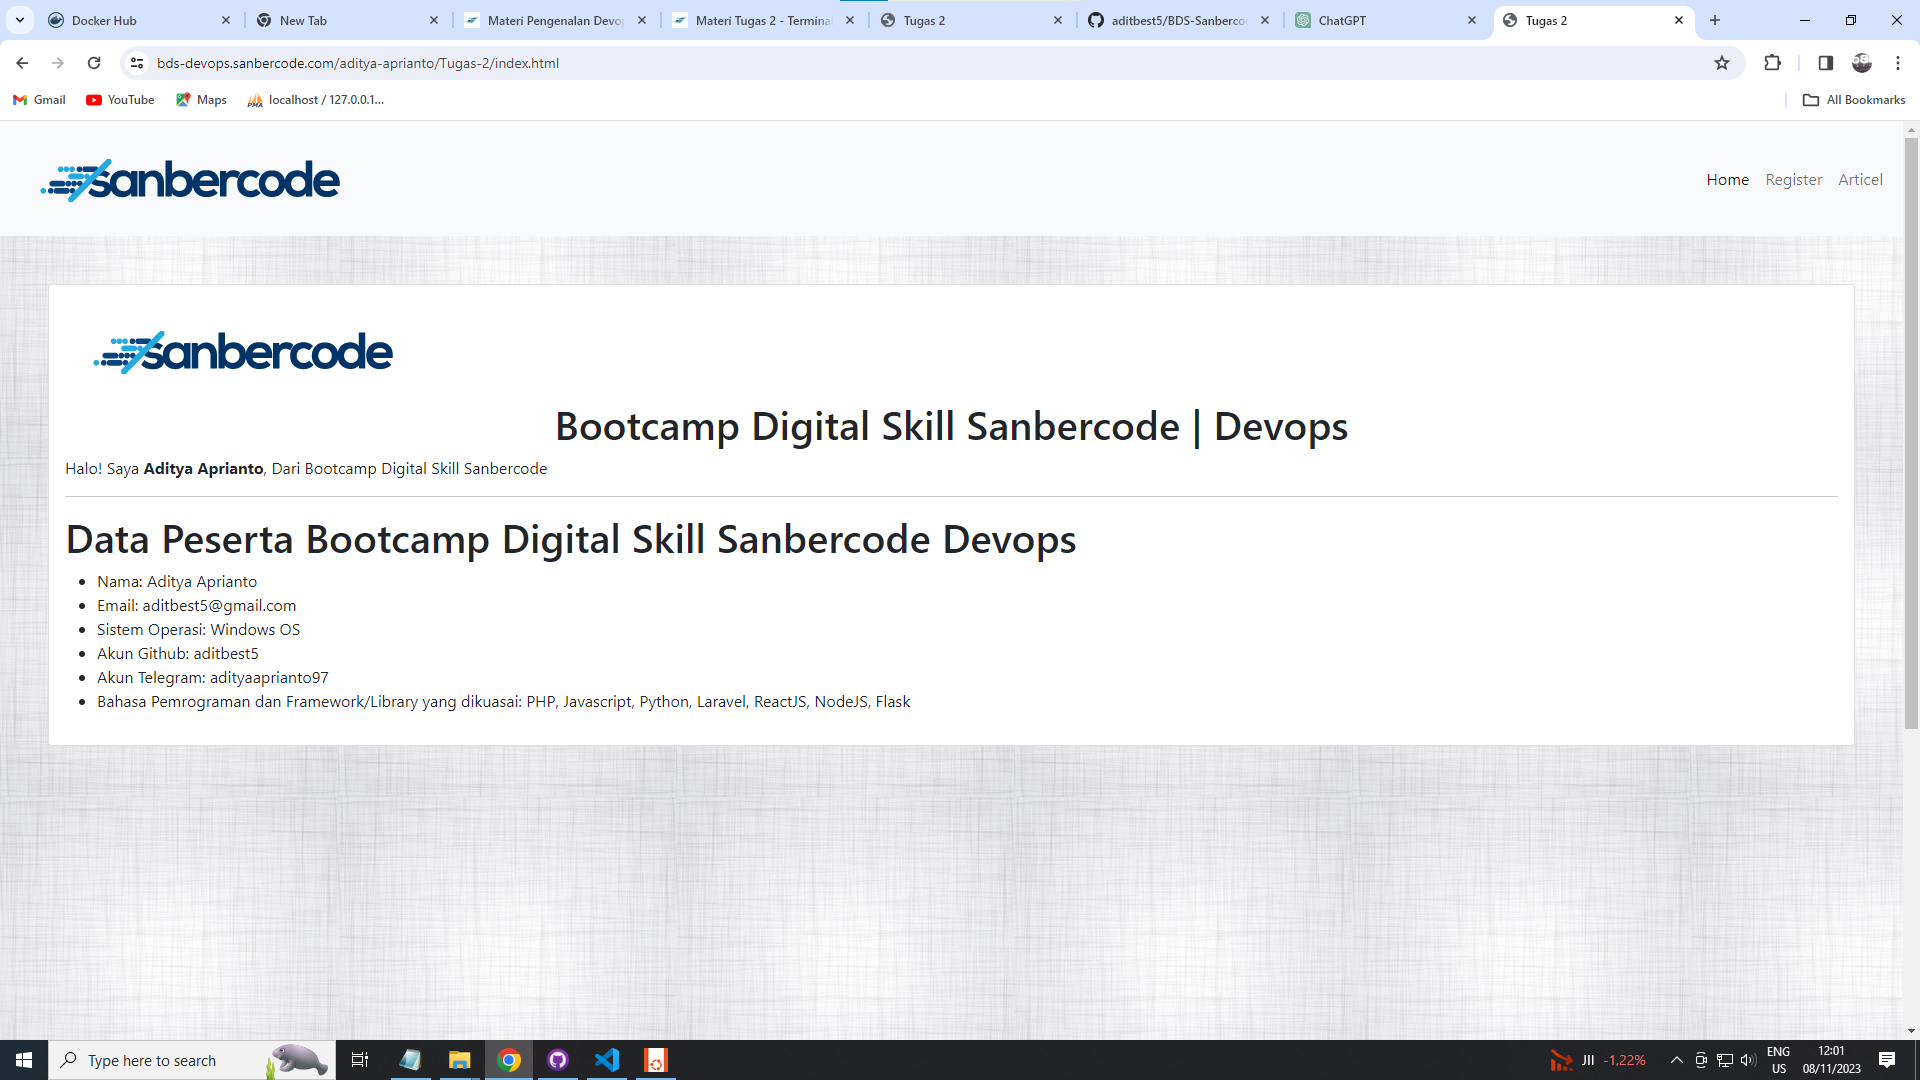 Docker Hub
New Tab
Materi Pengenalan Devop
Materi Tugas 2 - Terminal
Tugas 2
aditbest5/BDS-Sanberco
ChatGPT
Tugas 2
bds-devops.sanbercode.com/aditya-aprianto/Tugas-2/index.html
Gmail
YouTube
Maps
localhost / 127.0.0.1...
All Bookmarks
sanbercode
Home
Register
Articel
sanbercode
Bootcamp Digital Skill Sanbercode | Devops
Halo! Saya Aditya Aprianto, Dari Bootcamp Digital Skill Sanbercode
Data Peserta Bootcamp Digital Skill Sanbercode Devops
Nama: Aditya Aprianto
Email: aditbest5@gmail.com
Sistem Operasi: Windows OS
Akun Github: aditbest5
Akun Telegram: adityaaprianto97
Bahasa Pemrograman dan Framework/Library yang dikuasai: PHP, Javascript, Python, Laravel, ReactJS, NodeJS, Flask
Type here to search
JII -1,22%
ENG
US
12:01
08/11/2023